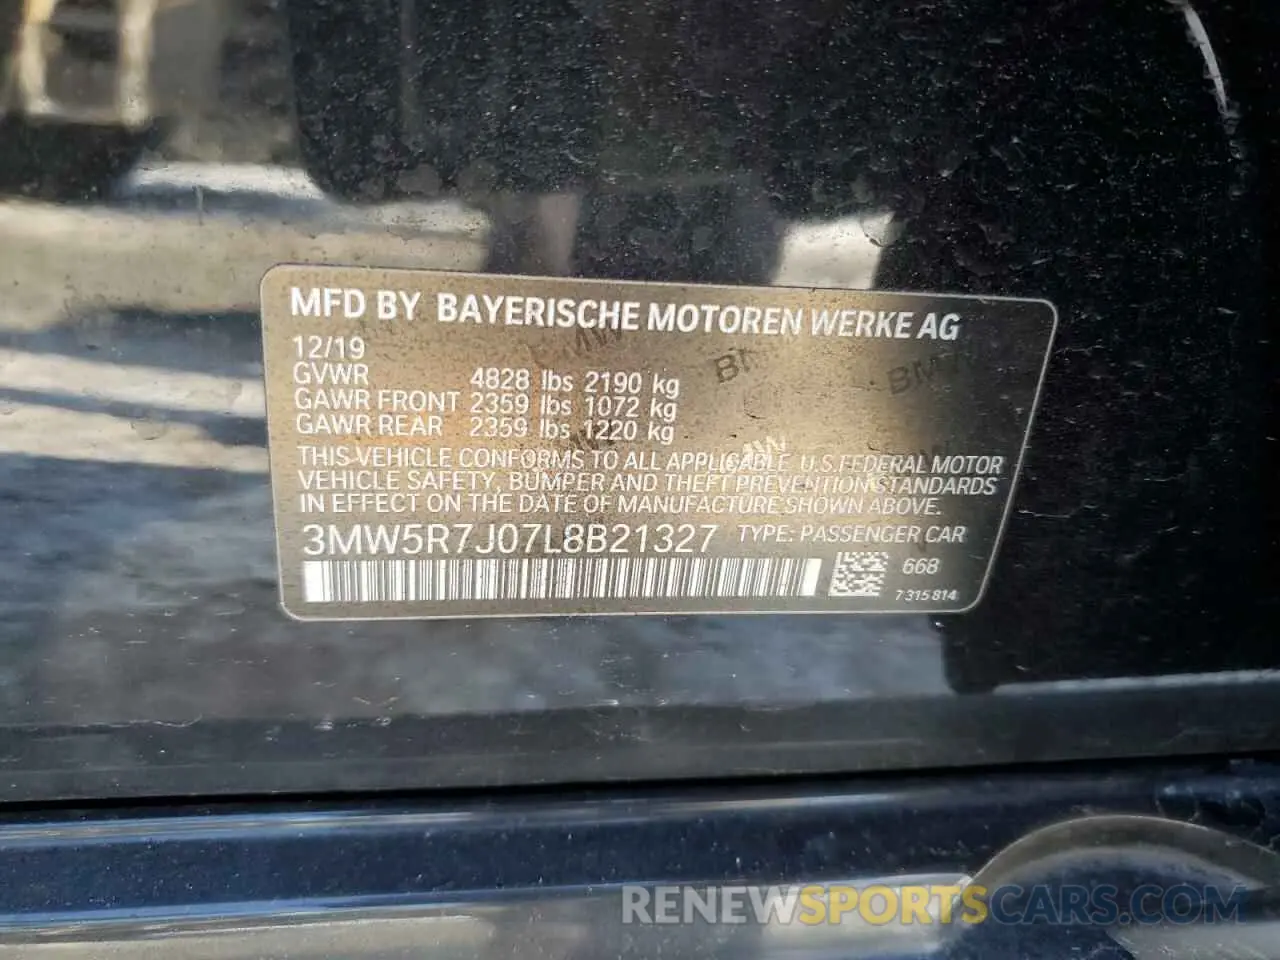 MFD BY BAYERISCHE MOTOREN WERKE AG
12/19
GVWR 4828 lbs 2190 kg
GAWR FRONT 2359 lbs 1072 kg
GAWR REAR 2359 lbs 1220 kg
THIS VEHICLE CONFORMS TO ALL APPLICABLE U.S.FEDERAL MOTOR
VEHICLE SAFETY, BUMPER AND THEFT PREVENTION STANDARDS
IN EFFECT ON THE DATE OF MANUFACTURE SHOWN ABOVE.
3MW5R7J07L8B21327 TYPE: PASSENGER CAR
668
7 315 814
RENEWSPORTSCARS.COM